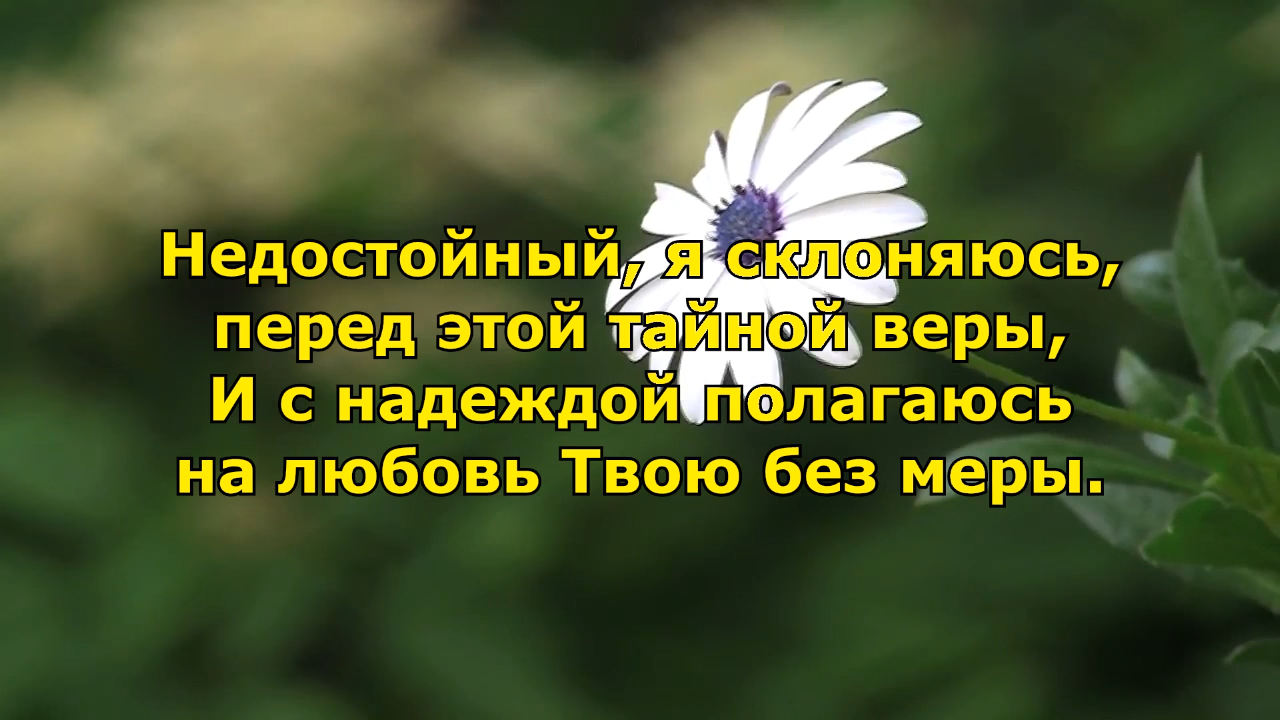 Недостойный, я склоняюсь,
перед этой тайной веры,
И с надеждой полагаюсь
на любовь Твою без меры.